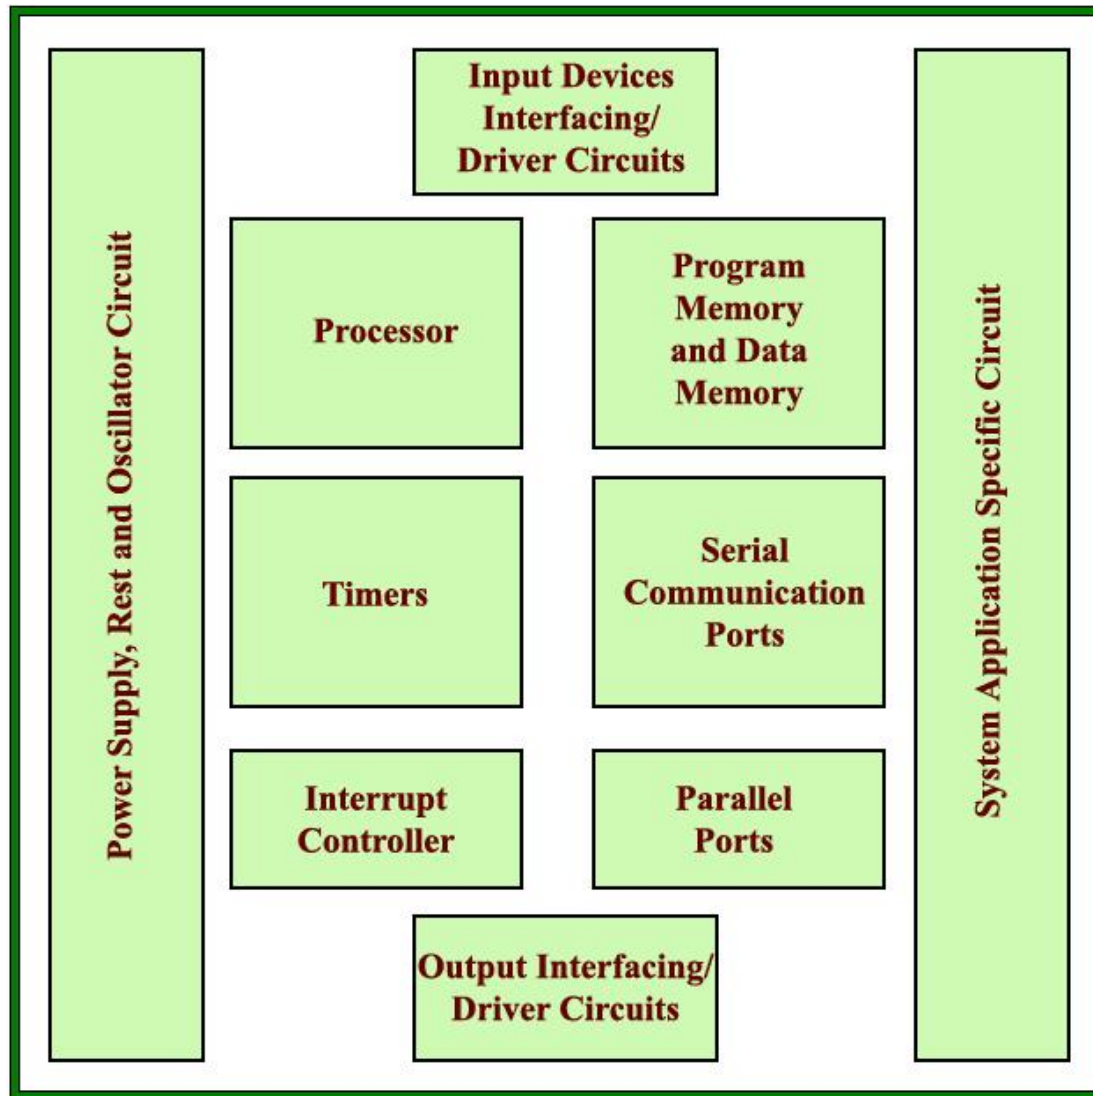 Input Devices
Interfacing/
Driver Circuits
Power Supply, Rest and Oscillator Circuit
Processor
Program
Memory
and Data
Memory
System Application Specific Circuit
Timers
Serial
Communication
Ports
Interrupt
Controller
Parallel
Ports
Output Interfacing/
Driver Circuits